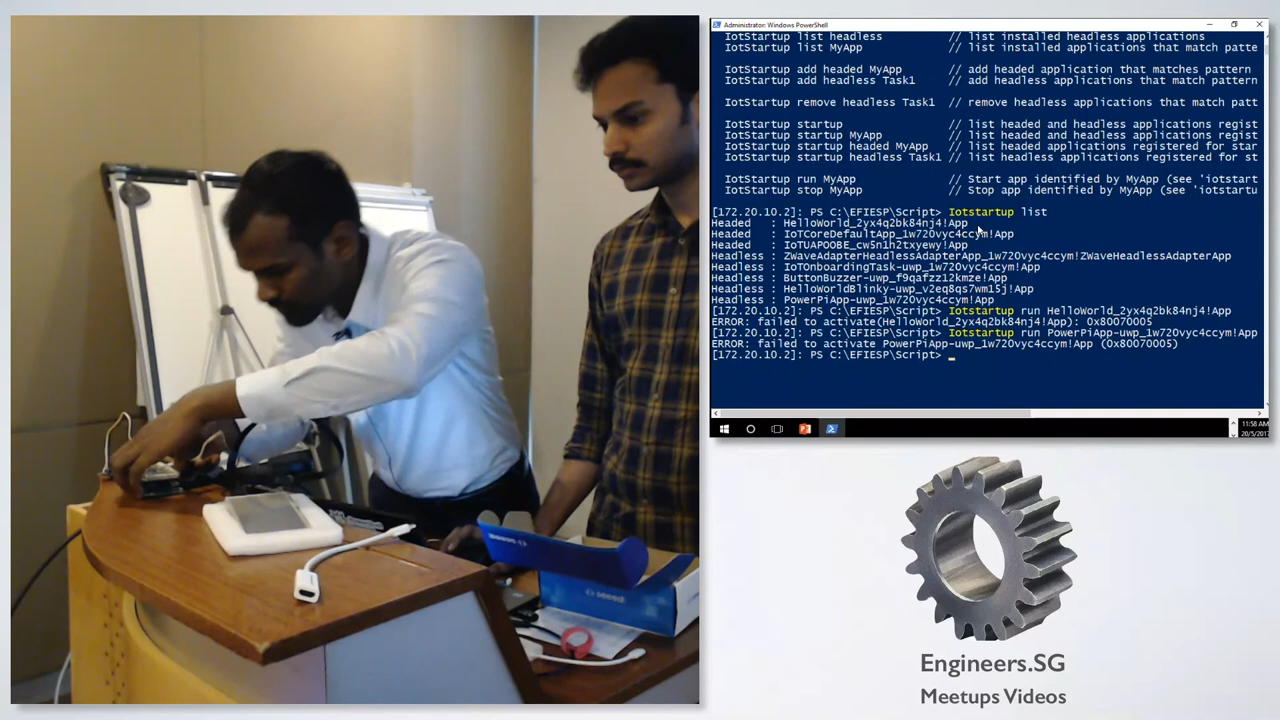 Administrator: Windows PowerShell
IotStartup list headless // list installed headless applications
IotStartup list MyApp // list installed applications that match patte
IotStartup add headed MyApp // add headed application that matches pattern
IotStartup add headless Task1 // add headless applications that match pattern
IotStartup remove headless Task1 // remove headless applications that match patt
IotStartup startup // list headed and headless applications regist
IotStartup startup MyApp // list headed and headless applications regist
IotStartup startup headed MyApp // list headed applications registered for star
IotStartup startup headless Task1 // list headless applications registered for st
IotStartup run MyApp // Start app identified by MyApp (see 'iotstart
IotStartup stop MyApp // Stop app identified by MyApp (see 'iotstartu
[172.20.10.2]: PS C:\EFIESP\Script> Iotstartup list
Headed : HelloWorld_2yx4q2bk84nj4!App
Headed : IoTCoreDefaultApp_1w720vyc4ccym!App
Headed : IoTUAPOOBE_cw5n1h2txyewy!App
Headless : ZWaveAdapterHeadlessAdapterApp_1w720vyc4ccym!ZWaveHeadlessAdapterApp
Headless : IoTOnboardingTask-uwp_1w720vyc4ccym!App
Headless : ButtonBuzzer-uwp_f9qafzz12kmze!App
Headless : HelloWorldBlinky-uwp_v2eq8qs7wm15j!App
Headless : PowerPiApp-uwp_1w720vyc4ccym!App
[172.20.10.2]: PS C:\EFIESP\Script> Iotstartup run HelloWorld_2yx4q2bk84nj4!App
ERROR: failed to activate(HelloWorld_2yx4q2bk84nj4!App): 0x80070005
[172.20.10.2]: PS C:\EFIESP\Script> Iotstartup run PowerPiApp-uwp_1w720vyc4ccym!App
ERROR: failed to activate PowerPiApp-uwp_1w720vyc4ccym!App (0x80070005)
[172.20.10.2]: PS C:\EFIESP\Script> _
11:58 AM
20/5/2017
seeed
Engineers.SG
Meetups Videos